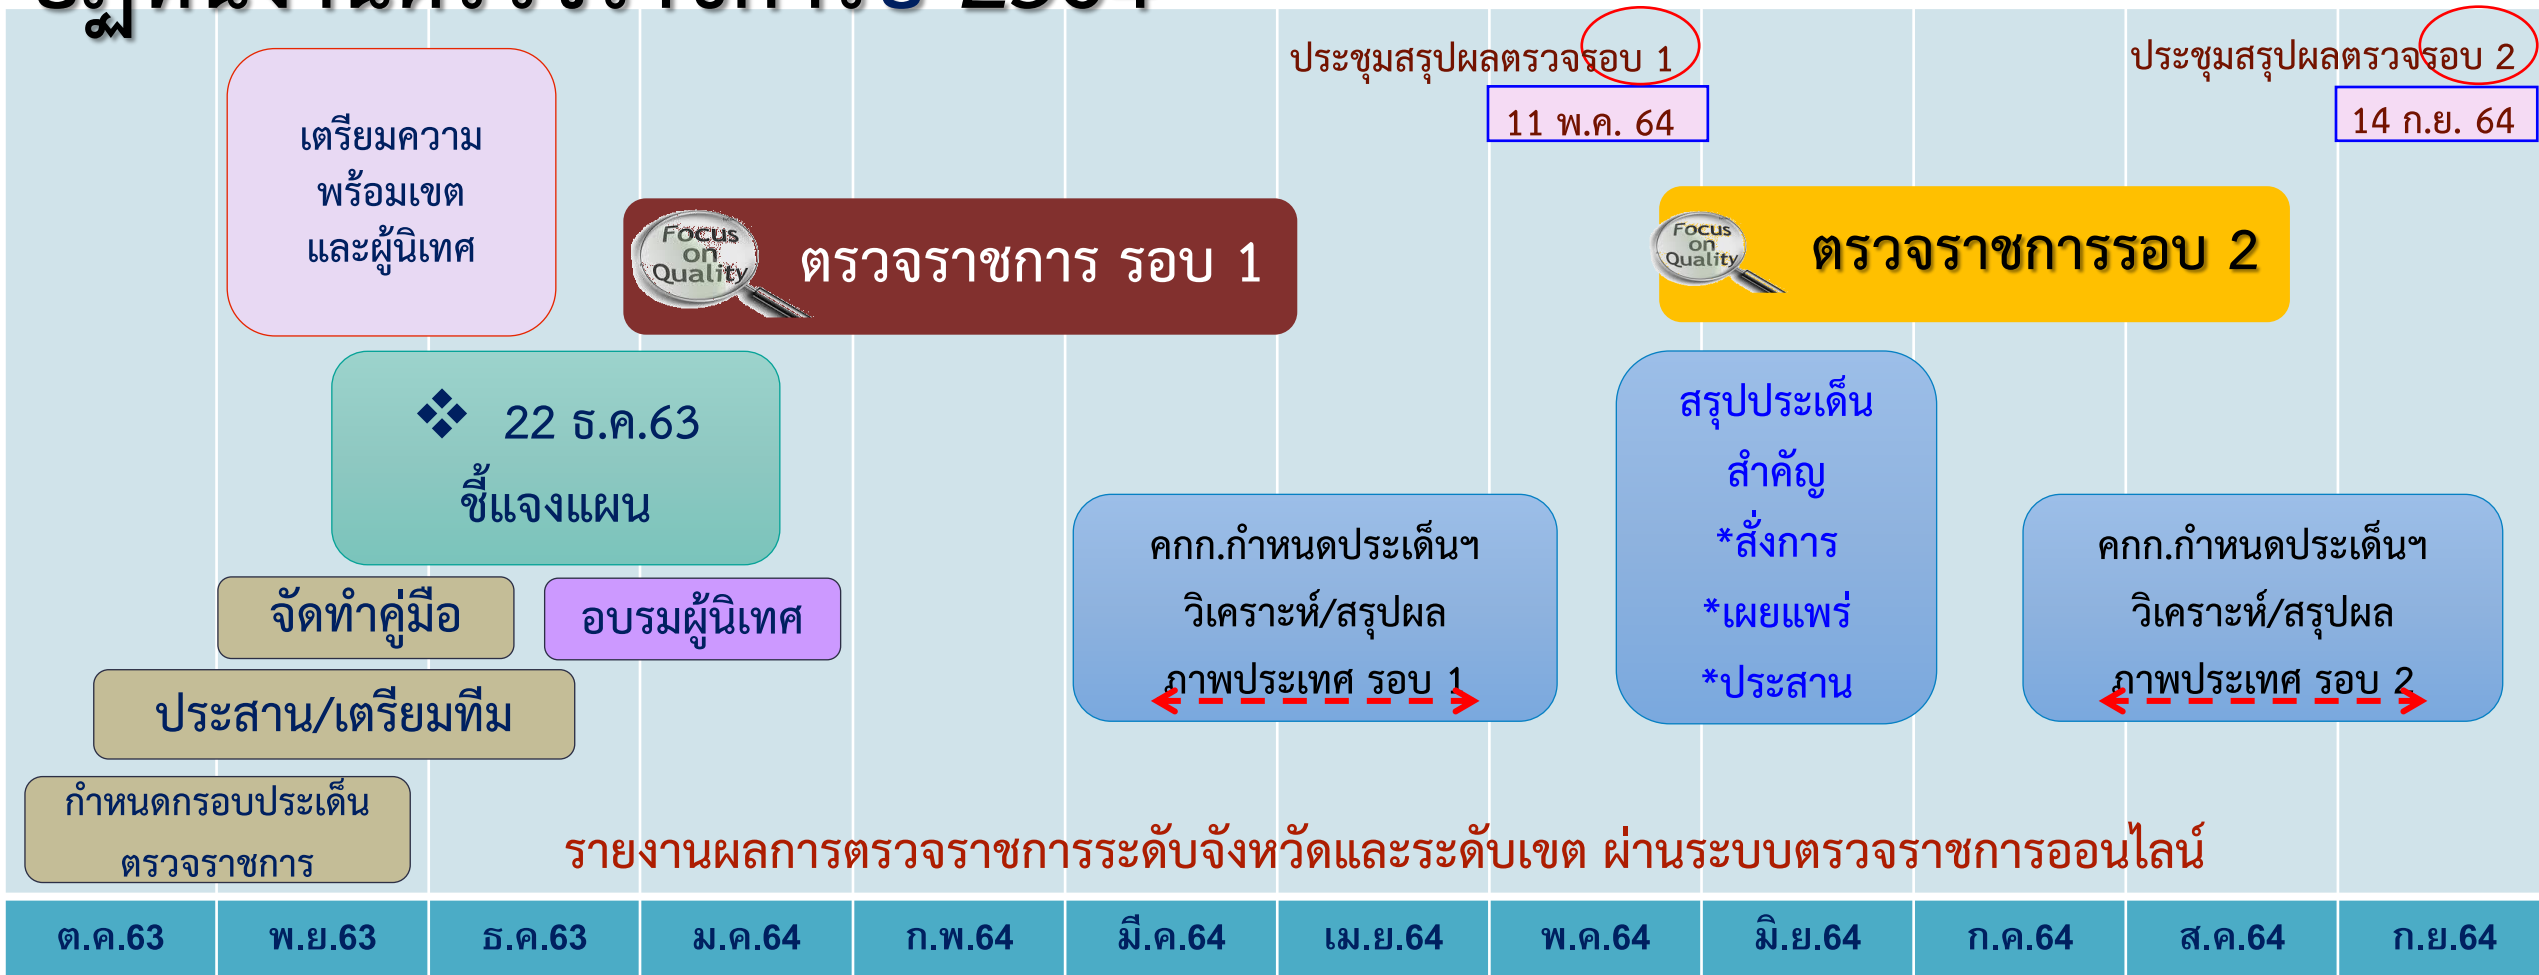 ปฏิทินงานตรวจราชการปี 2564
ประชุมสรุปผลตรวจรอบ 1
11 พ.ค. 64
ประชุมสรุปผลตรวจรอบ 2
14 ก.ย. 64
เตรียมความ
พร้อมเขต
และผู้นิเทศ
Focus
on
Quality
ตรวจราชการ รอบ 1
Focus
on
Quality
ตรวจราชการรอบ 2
❖ 22 ธ.ค.63
ชี้แจงแผน
สรุปประเด็น
สำคัญ
*สั่งการ
*เผยแพร่
*ประสาน
คกก.กำหนดประเด็นฯ
วิเคราะห์/สรุปผล
ภาพประเทศ รอบ 1
คกก.กำหนดประเด็นฯ
วิเคราะห์/สรุปผล
ภาพประเทศ รอบ 2
จัดทำคู่มือ
อบรมผู้นิเทศ
ประสาน/เตรียมทีม
กำหนดกรอบประเด็น
ตรวจราชการ
รายงานผลการตรวจราชการระดับจังหวัดและระดับเขต ผ่านระบบตรวจราชการออนไลน์
ต.ค.63 พ.ย.63 ธ.ค.63 ม.ค.64 ก.พ.64 มี.ค.64 เม.ย.64 พ.ค.64 มิ.ย.64 ก.ค.64 ส.ค.64 ก.ย.64